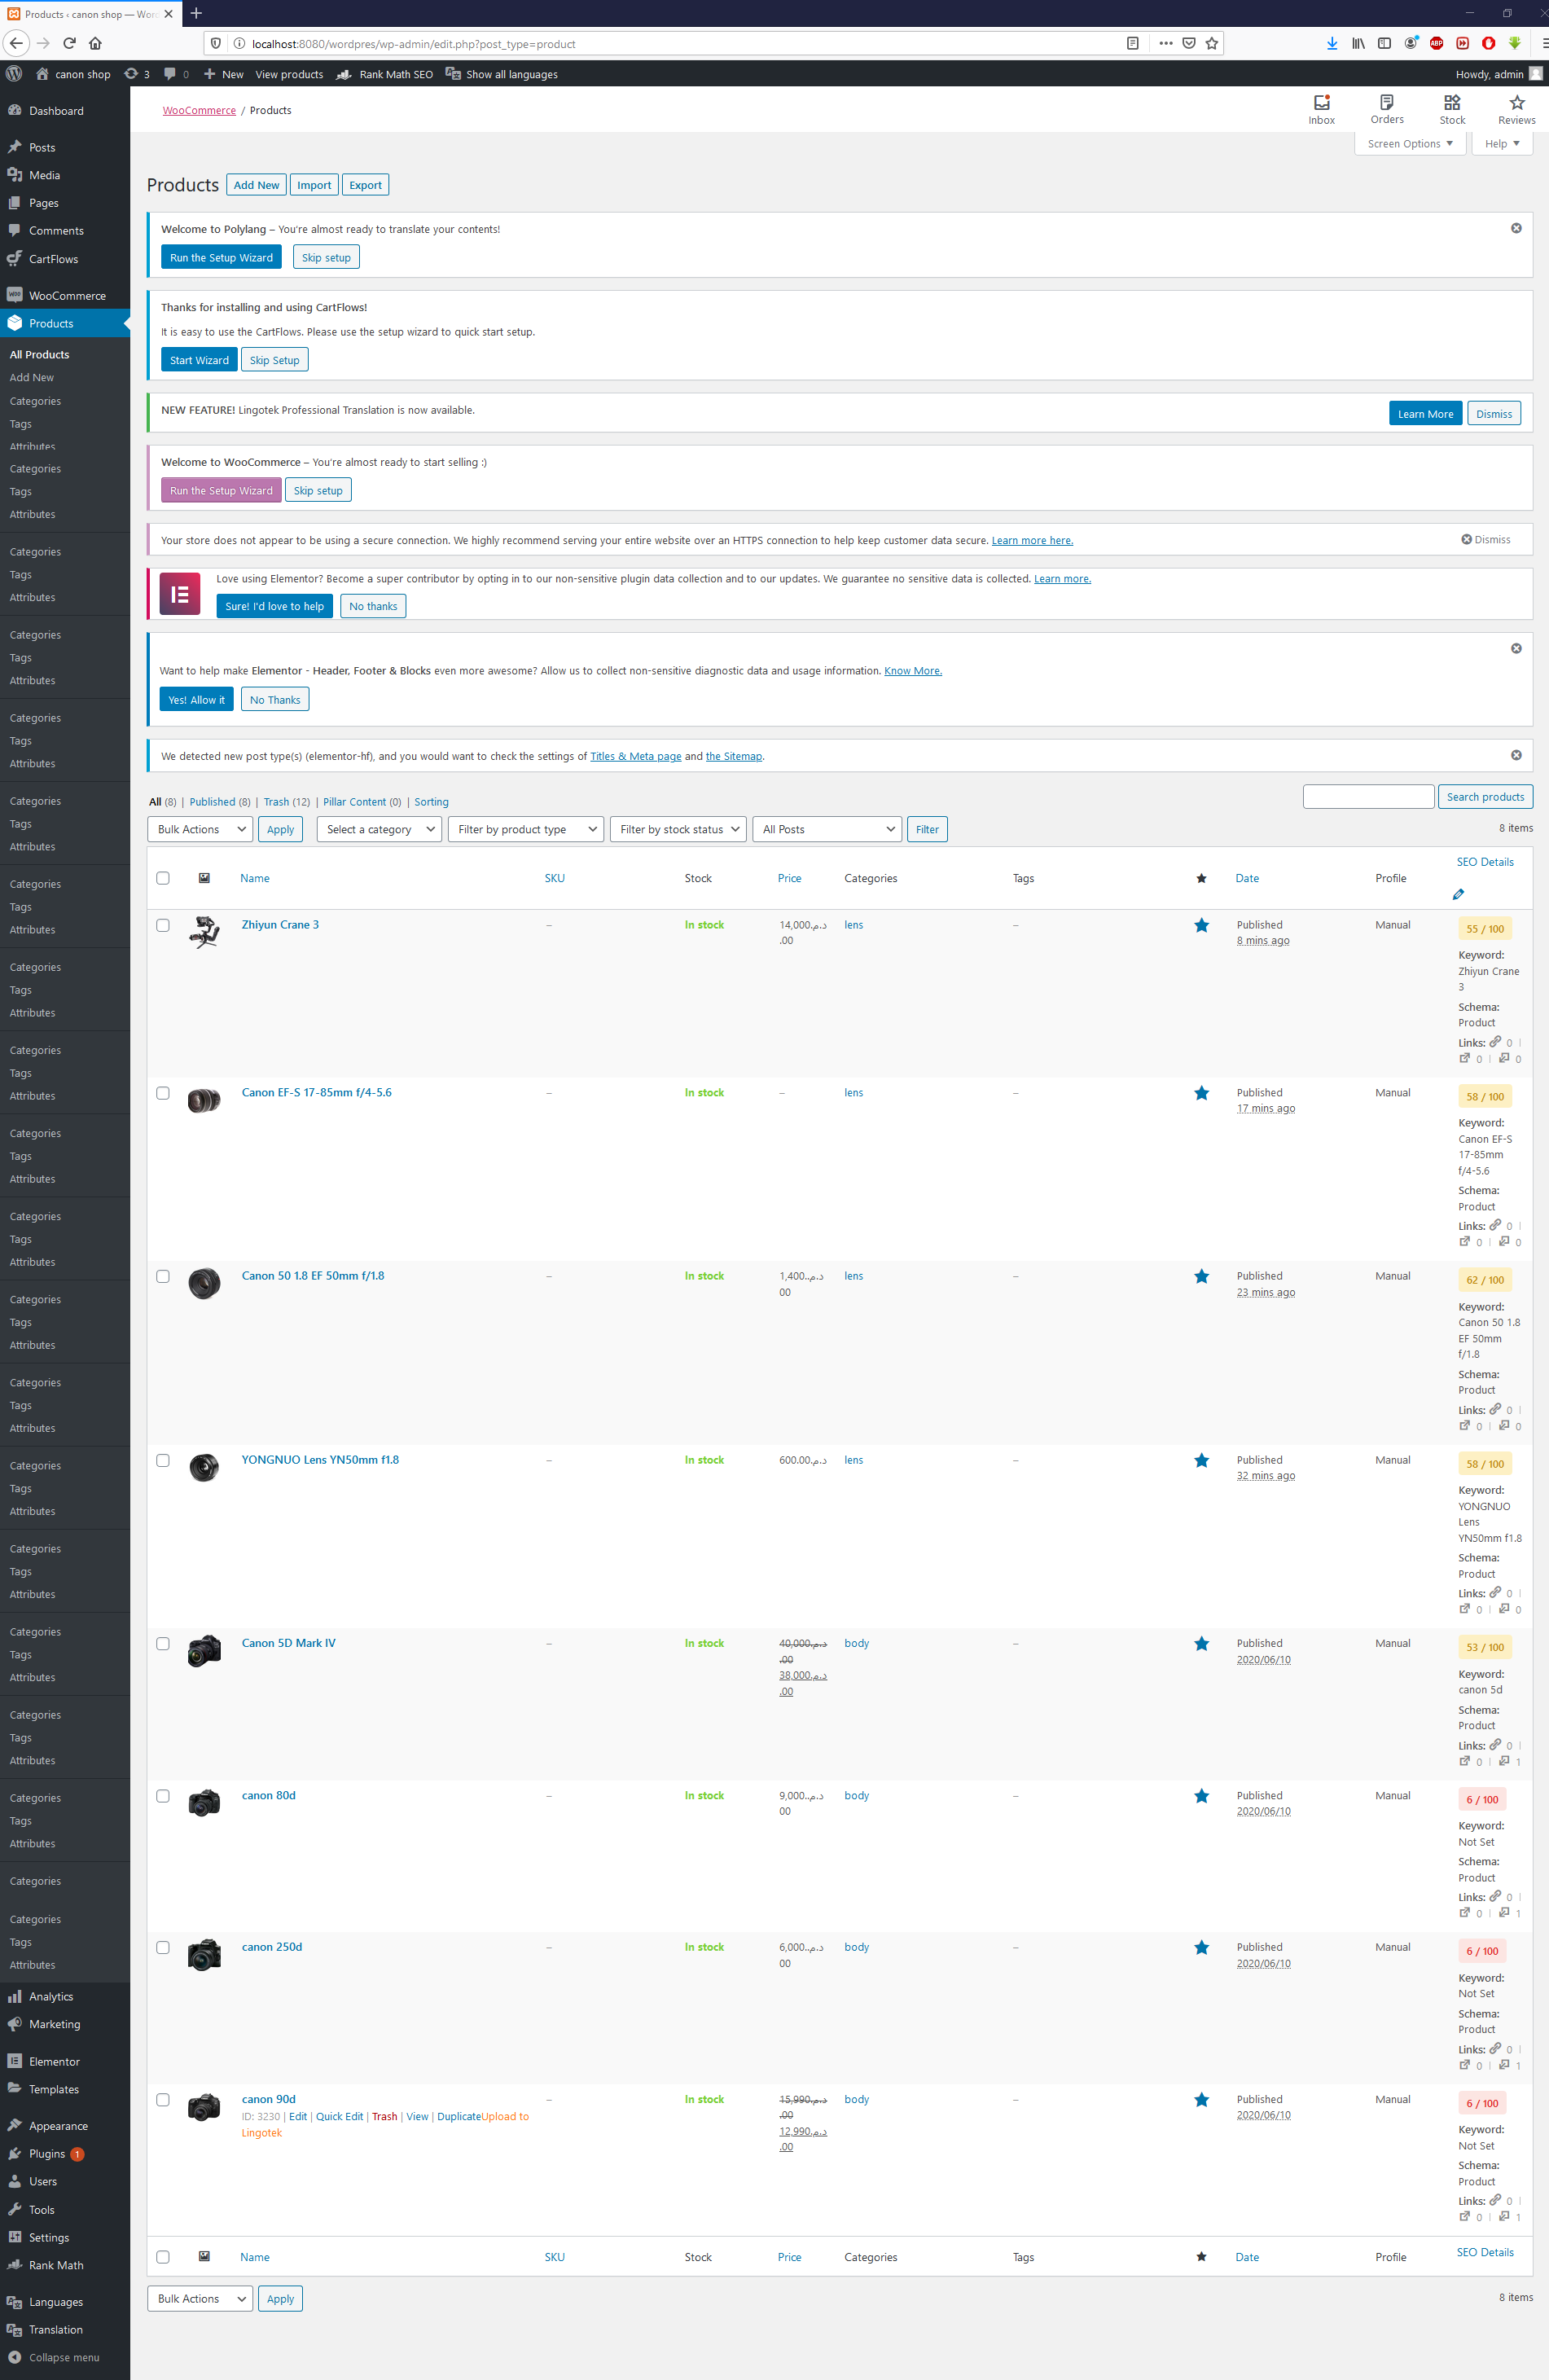 Products ‹ canon shop — Wor
localhost:8080/wordpres/wp-admin/edit.php?post_type=product
canon shop 3 0 New View products Rank Math SEO Show all languages Howdy, admin
Dashboard
Posts
Media
Pages
Comments
CartFlows
WooCommerce
Products
All Products
Add New
Categories
Tags
Attributes
Categories
Tags
Attributes
Categories
Tags
Attributes
Categories
Tags
Attributes
Categories
Tags
Attributes
Categories
Tags
Attributes
Categories
Tags
Attributes
Categories
Tags
Attributes
Categories
Tags
Attributes
Categories
Tags
Attributes
Categories
Tags
Attributes
Categories
Tags
Attributes
Categories
Tags
Attributes
Categories
Tags
Attributes
Categories
Tags
Attributes
Categories
Tags
Attributes
Categories
Tags
Attributes
Categories
Tags
Attributes
Categories
Categories
Tags
Attributes
Analytics
Marketing
Elementor
Templates
Appearance
Plugins 1
Users
Tools
Settings
Rank Math
Languages
Translation
Collapse menu
WooCommerce / Products
Inbox Orders Stock Reviews
Screen Options Help
Products Add New Import Export
Welcome to Polylang – You're almost ready to translate your contents!
Run the Setup Wizard Skip setup
Thanks for installing and using CartFlows!
It is easy to use the CartFlows. Please use the setup wizard to quick start setup.
Start Wizard Skip Setup
NEW FEATURE! Lingotek Professional Translation is now available. Learn More Dismiss
Welcome to WooCommerce – You're almost ready to start selling :)
Run the Setup Wizard Skip setup
Your store does not appear to be using a secure connection. We highly recommend serving your entire website over an HTTPS connection to help keep customer data secure. Learn more here. Dismiss
Love using Elementor? Become a super contributor by opting in to our non-sensitive plugin data collection and to our updates. We guarantee no sensitive data is collected. Learn more.
Sure! I'd love to help No thanks
Want to help make Elementor - Header, Footer & Blocks even more awesome? Allow us to collect non-sensitive diagnostic data and usage information. Know More.
Yes! Allow it No Thanks
We detected new post type(s) (elementor-hf), and you would want to check the settings of Titles & Meta page and the Sitemap.
All (8) | Published (8) | Trash (12) | Pillar Content (0) | Sorting
Search products
Bulk Actions Apply Select a category Filter by product type Filter by stock status All Posts Filter
8 items
Name SKU Stock Price Categories Tags Date Profile SEO Details
Zhiyun Crane 3 – In stock 14,000.د.م lens – Published Manual 55 / 100
.00 8 mins ago
Keyword:
Zhiyun Crane
3
Schema:
Product
Links: 0 |
0 | 0
Canon EF-S 17-85mm f/4-5.6 – In stock – lens – Published Manual 58 / 100
17 mins ago
Keyword:
Canon EF-S
17-85mm
f/4-5.6
Schema:
Product
Links: 0 |
0 | 0
Canon 50 1.8 EF 50mm f/1.8 – In stock 1,400.د.م. lens – Published Manual 62 / 100
00 23 mins ago
Keyword:
Canon 50 1.8
EF 50mm
f/1.8
Schema:
Product
Links: 0 |
0 | 0
YONGNUO Lens YN50mm f1.8 – In stock 600.00.د.م lens – Published Manual 58 / 100
32 mins ago
Keyword:
YONGNUO
Lens
YN50mm f1.8
Schema:
Product
Links: 0 |
0 | 0
Canon 5D Mark IV – In stock 40,000.د.م body – Published Manual 53 / 100
.00 2020/06/10
38,000.د.م
.00
Keyword:
canon 5d
Schema:
Product
Links: 0 |
0 | 1
canon 80d – In stock 9,000.د.م. body – Published Manual 6 / 100
00 2020/06/10
Keyword:
Not Set
Schema:
Product
Links: 0 |
0 | 1
canon 250d – In stock 6,000.د.م. body – Published Manual 6 / 100
00 2020/06/10
Keyword:
Not Set
Schema:
Product
Links: 0 |
0 | 1
canon 90d – In stock 15,990.د.م body – Published Manual 6 / 100
ID: 3230 | Edit | Quick Edit | Trash | View | DuplicateUpload to .00 2020/06/10
Lingotek 12,990.د.م
.00
Keyword:
Not Set
Schema:
Product
Links: 0 |
0 | 1
Name SKU Stock Price Categories Tags Date Profile SEO Details
Bulk Actions Apply 8 items